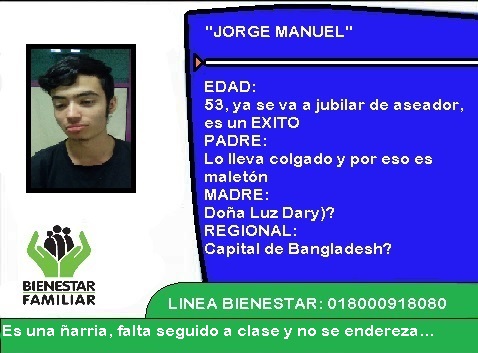 "JORGE MANUEL"
EDAD:
53, ya se va a jubilar de aseador,
es un EXITO
PADRE:
Lo lleva colgado y por eso es
maletón
MADRE:
Doña Luz Dary)?
REGIONAL:
Capital de Bangladesh?
BIENESTAR
FAMILIAR
LINEA BIENESTAR: 018000918080
Es una ñarria, falta seguido a clase y no se endereza...